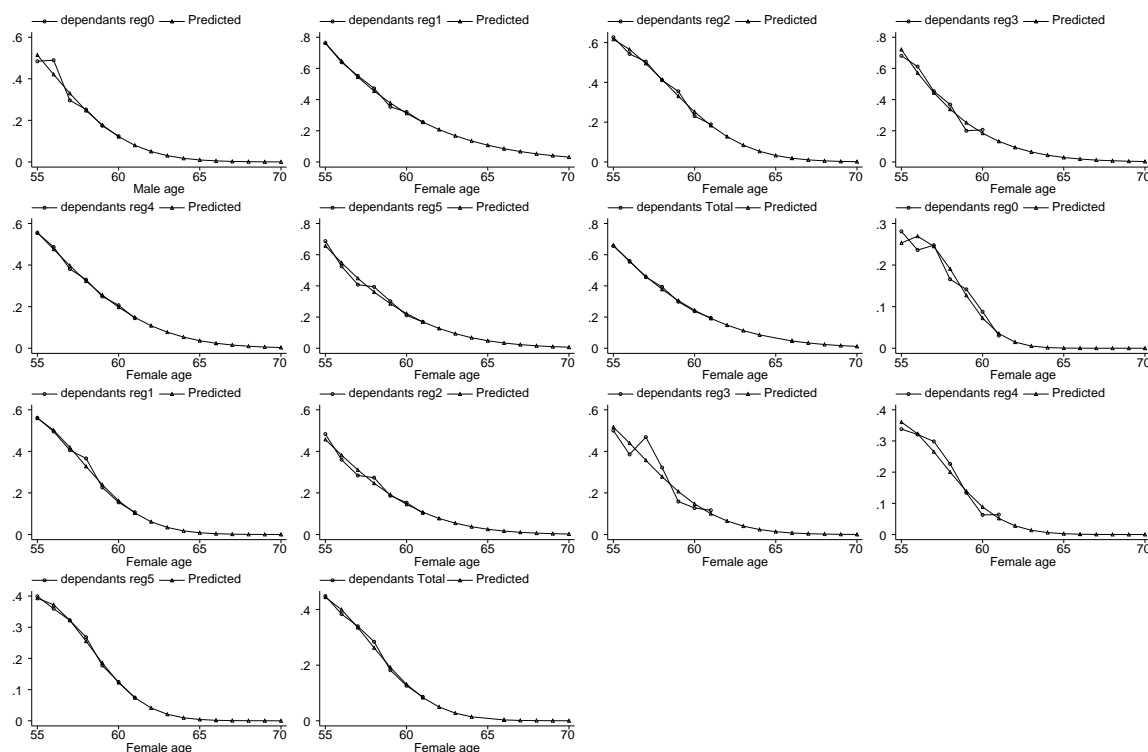 dependants reg0 Predicted
.6
.4
.2
0
55 60 65 70
Male age
dependants reg1 Predicted
.8
.6
.4
.2
0
55 60 65 70
Female age
dependants reg2 Predicted
.6
.4
.2
0
55 60 65 70
Female age
dependants reg3 Predicted
.8
.6
.4
.2
0
55 60 65 70
Female age
dependants reg4 Predicted
.6
.4
.2
0
55 60 65 70
Female age
dependants reg5 Predicted
.8
.6
.4
.2
0
55 60 65 70
Female age
dependants Total Predicted
.8
.6
.4
.2
0
55 60 65 70
Female age
dependants reg0 Predicted
.3
.2
.1
0
55 60 65 70
Female age
dependants reg1 Predicted
.6
.4
.2
0
55 60 65 70
Female age
dependants reg2 Predicted
.6
.4
.2
0
55 60 65 70
Female age
dependants reg3 Predicted
.6
.4
.2
0
55 60 65 70
Female age
dependants reg4 Predicted
.4
.3
.2
.1
0
55 60 65 70
Female age
dependants reg5 Predicted
.4
.3
.2
.1
0
55 60 65 70
Female age
dependants Total Predicted
.4
.2
0
55 60 65 70
Female age